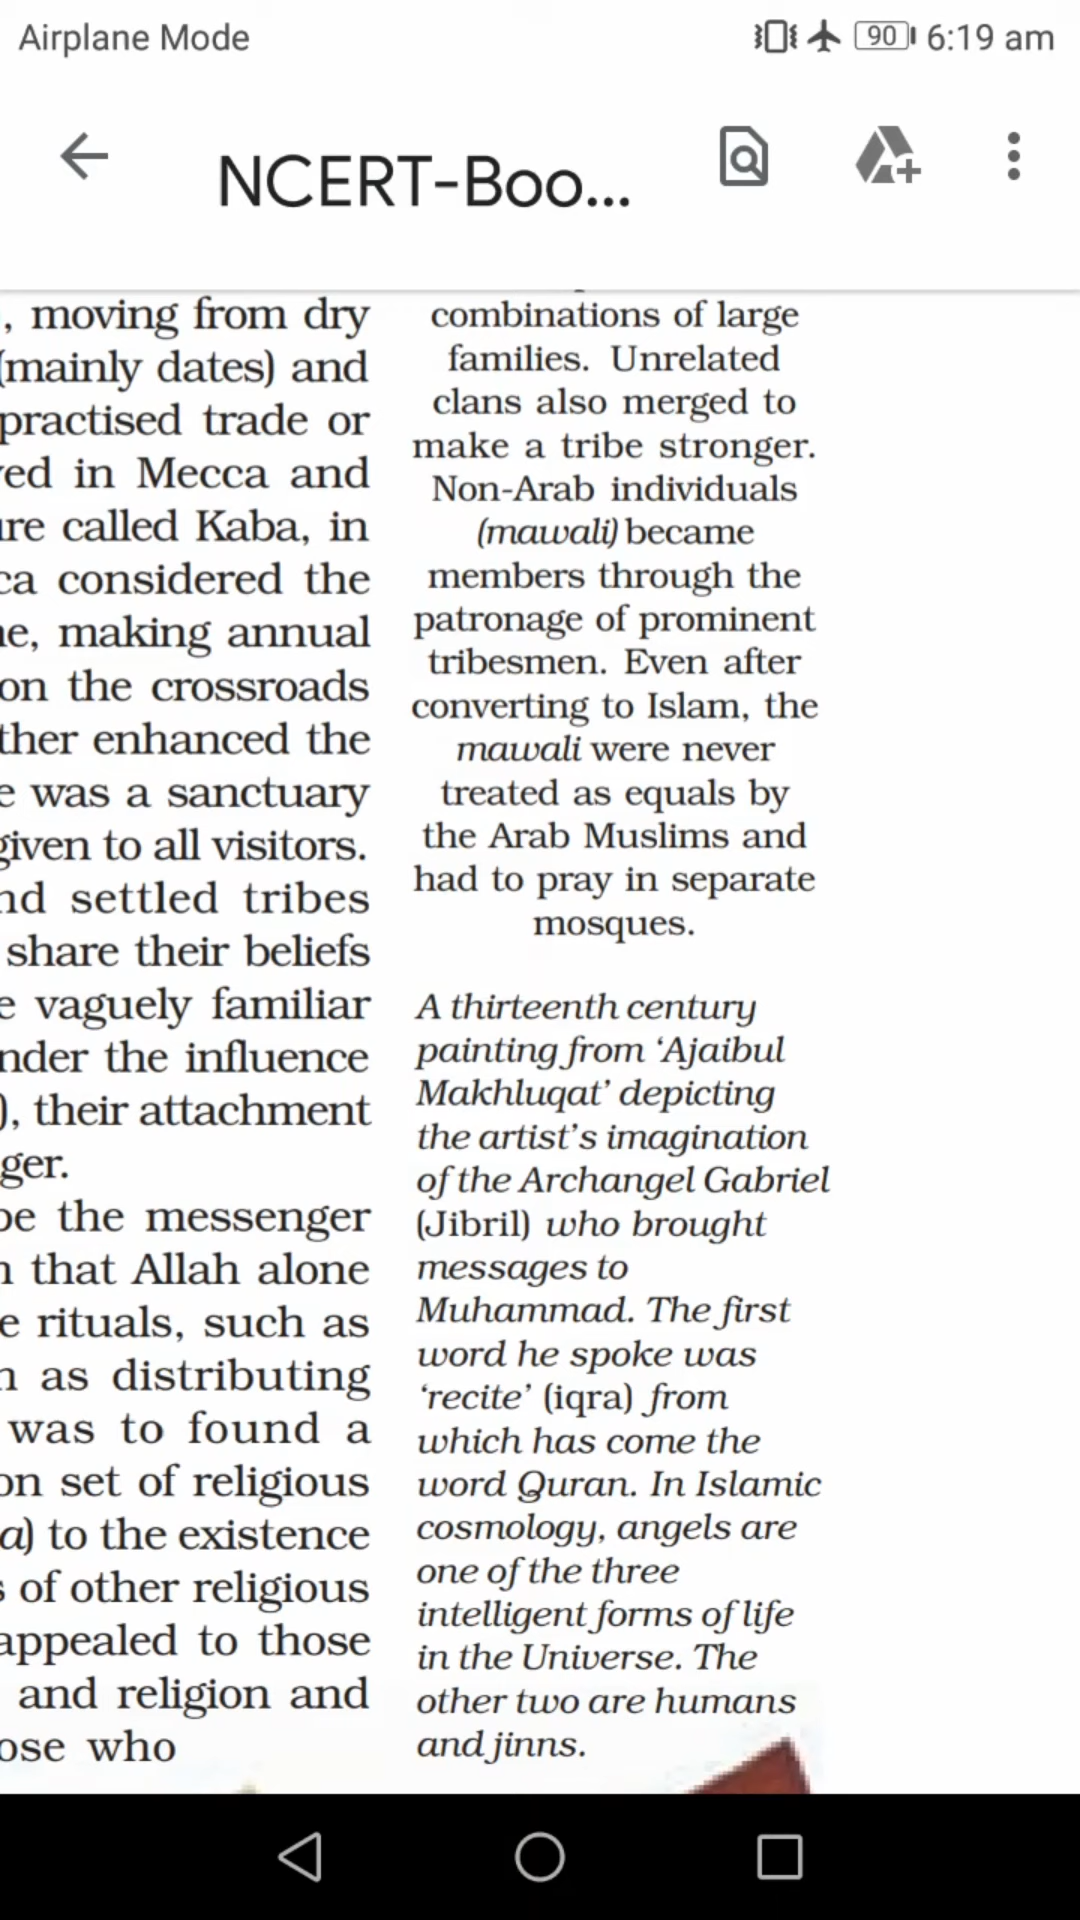 Airplane Mode
90 6:19 am
NCERT-Boo...
, moving from dry
(mainly dates) and
practised trade or
ed in Mecca and
re called Kaba, in
ca considered the
e, making annual
on the crossroads
ther enhanced the
e was a sanctuary
given to all visitors.
nd settled tribes
share their beliefs
e vaguely familiar
nder the influence
), their attachment
ger.
be the messenger
that Allah alone
e rituals, such as
as distributing
was to found a
on set of religious
a) to the existence
s of other religious
appealed to those
and religion and
ose who
combinations of large
families. Unrelated
clans also merged to
make a tribe stronger.
Non-Arab individuals
(mawali) became
members through the
patronage of prominent
tribesmen. Even after
converting to Islam, the
mawali were never
treated as equals by
the Arab Muslims and
had to pray in separate
mosques.
A thirteenth century
painting from ‘Ajaibul
Makhluqat’ depicting
the artist’s imagination
of the Archangel Gabriel
(Jibril) who brought
messages to
Muhammad. The first
word he spoke was
‘recite’ (iqra) from
which has come the
word Quran. In Islamic
cosmology, angels are
one of the three
intelligent forms of life
in the Universe. The
other two are humans
and jinns.